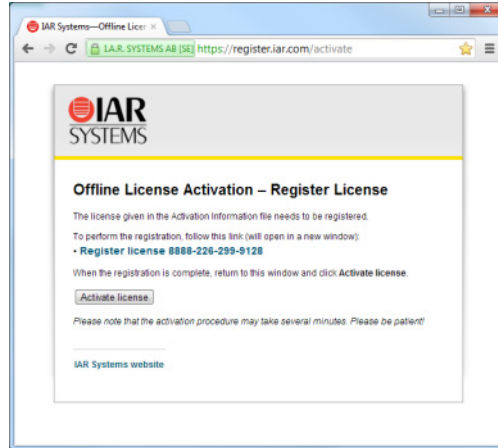 IAR Systems—Offline Licer
I.A.R. SYSTEMS AB [SE] https://register.iar.com/activate
IAR
SYSTEMS
Offline License Activation – Register License
The license given in the Activation Information file needs to be registered.
To perform the registration, follow this link (will open in a new window):
• Register license 8888-226-299-9128
When the registration is complete, return to this window and click Activate license.
Activate license
Please note that the activation procedure may take several minutes. Please be patient!
IAR Systems website